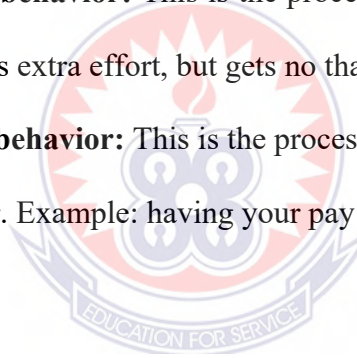 behavior: This is the proce
s extra effort, but gets no tha
behavior: This is the proces
. Example: having your pay
EDUCATION FOR SERVICE